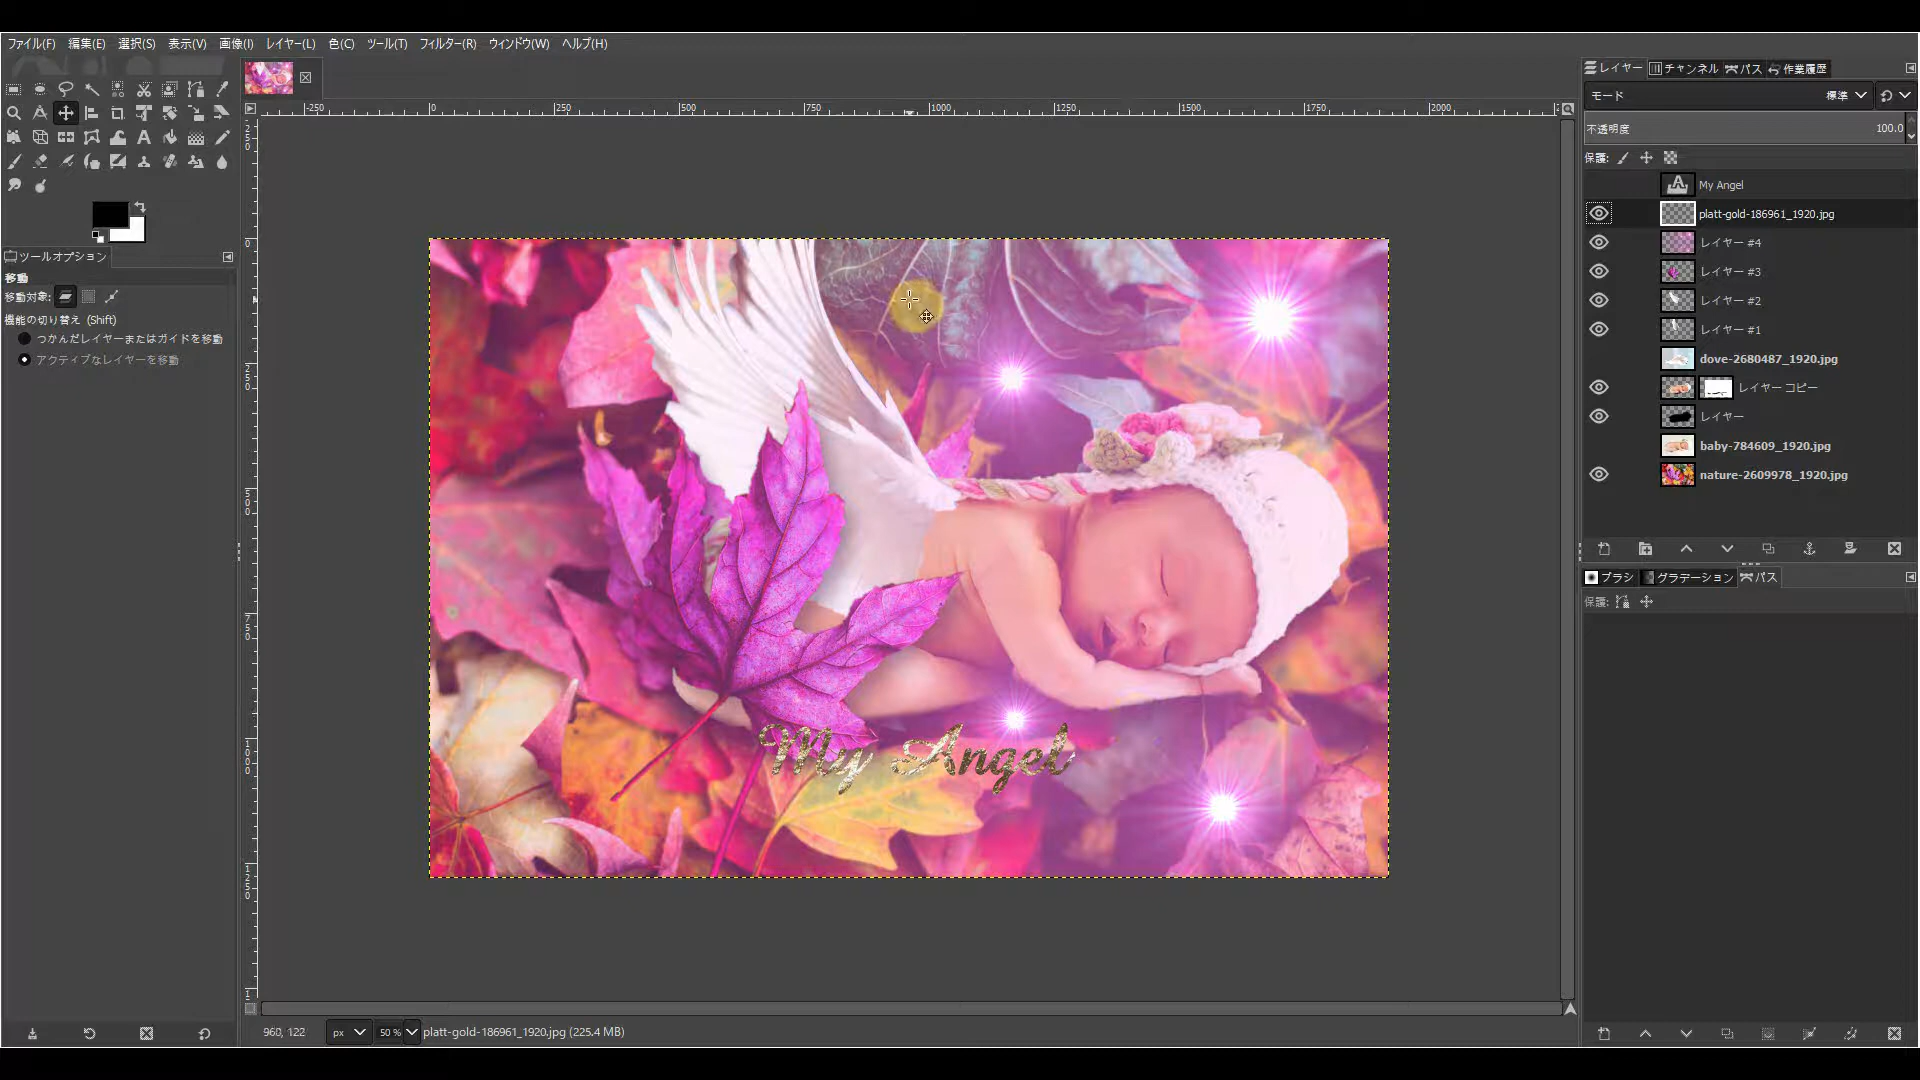 ファイル(F) 編集(E) 選択(S) 表示(V) 画像(I) レイヤー(L) 色(C) ツール(T) フィルター(R) ウィンドウ(W) ヘルプ(H)
レイヤー チャンネル パス 作業履歴
モード 標準
不透明度 100.0
保護:
My Angel
platt-gold-186961_1920.jpg
レイヤー #4
レイヤー #3
レイヤー #2
レイヤー #1
dove-2680487_1920.jpg
レイヤー コピー
レイヤー
baby-784609_1920.jpg
nature-2609978_1920.jpg
ブラシ グラデーション パス
保護:
ツールオプション
移動
移動対象:
機能の切り替え (Shift)
つかんだレイヤーまたはガイドを移動
アクティブなレイヤーを移動
-250 0 250 500 750 1000 1250 1500 1750 2000
0
250
500
750
1000
1250
My Angel
960, 122 px 50 % platt-gold-186961_1920.jpg (225.4 MB)